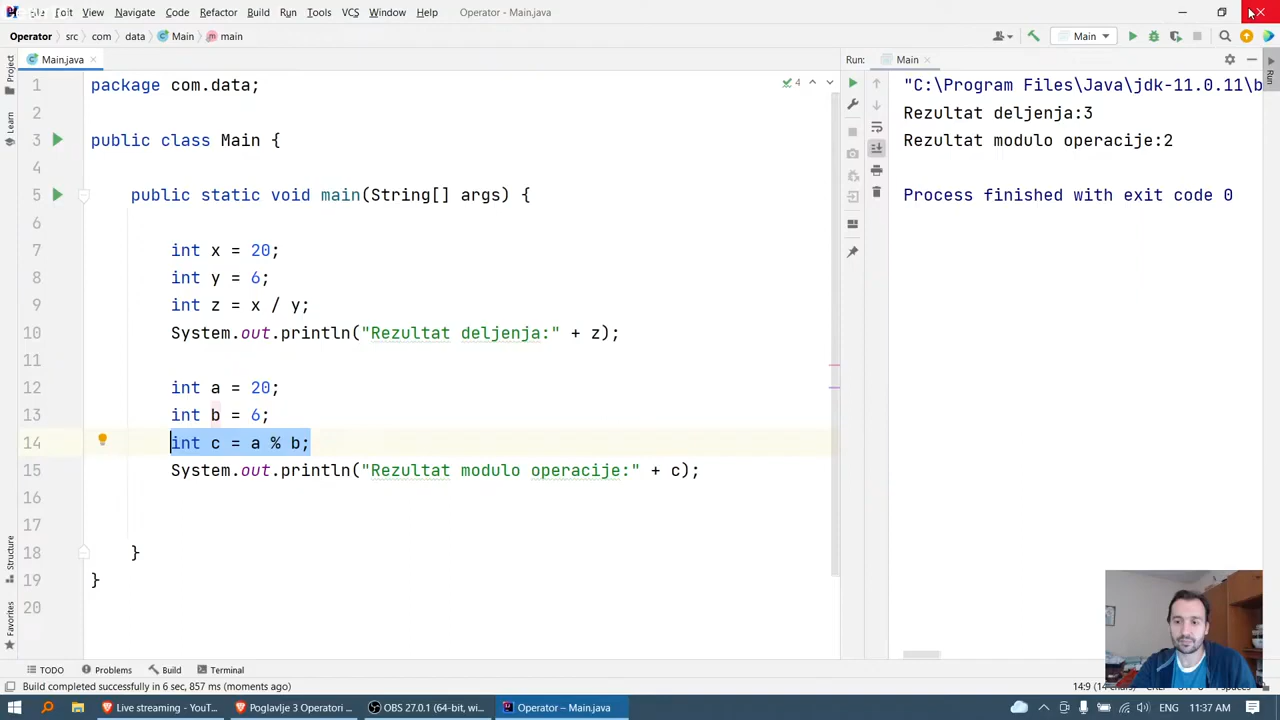 File Edit View Navigate Code Refactor Build Run Tools VCS Window Help Operator - Main.java
Operator src com data Main main Main
Main.java Run: Main
Project
Learn
Structure
Favorites
Run
4
1 package com.data;
2
3 public class Main {
4
5 public static void main(String[] args) {
6
7 int x = 20;
8 int y = 6;
9 int z = x / y;
10 System.out.println("Rezultat deljenja:" + z);
11
12 int a = 20;
13 int b = 6;
14 int c = a % b;
15 System.out.println("Rezultat modulo operacije:" + c);
16
17
18 }
19 }
20
"C:\Program Files\Java\jdk-11.0.11\b
Rezultat deljenja:3
Rezultat modulo operacije:2
Process finished with exit code 0
TODO Problems Build Terminal
Build completed successfully in 6 sec, 857 ms (moments ago) 14:9 (14 chars)
Live streaming - YouT... Poglavlje 3 Operatori ... OBS 27.0.1 (64-bit, wi... Operator – Main.java ENG 11:37 AM